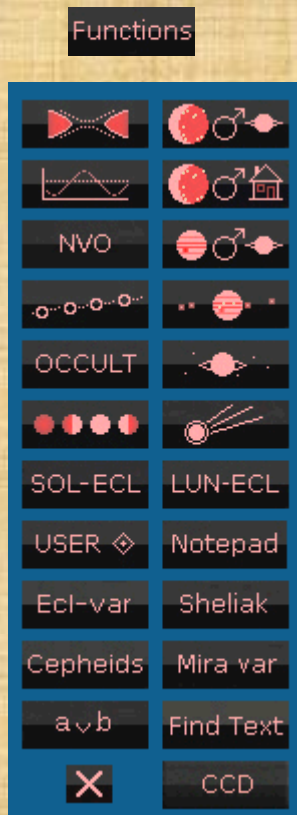 Functions
NVO
OCCULT
SOL-ECL LUN-ECL
USER Notepad
Ecl-var Sheliak
Cepheids Mira var
a b Find Text
CCD